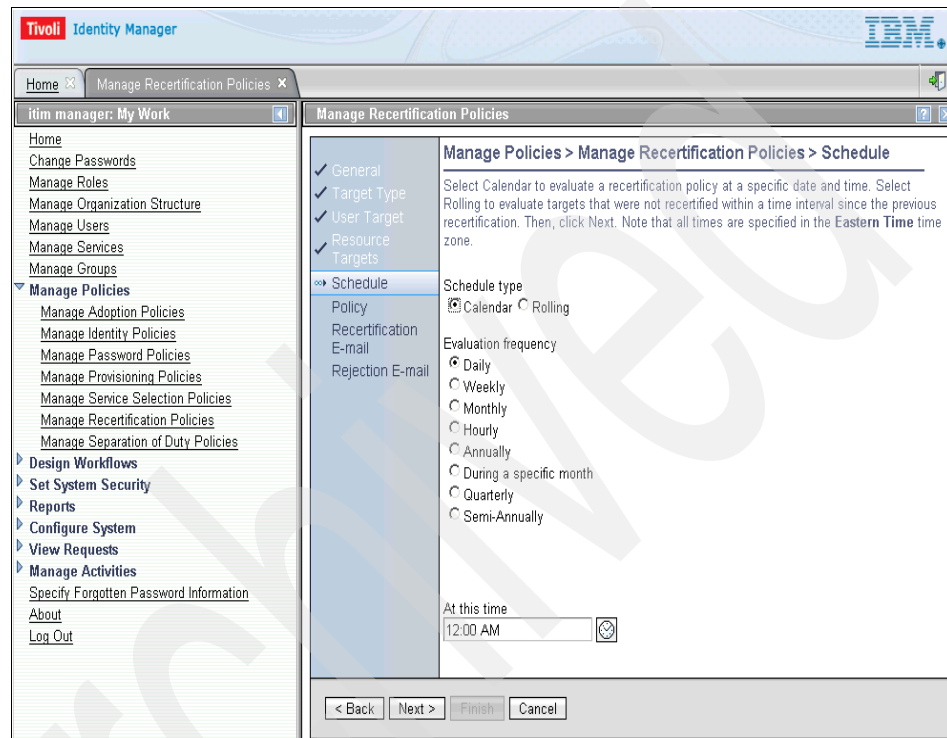 Tivoli Identity Manager
IBM.
Home
Manage Recertification Policies
itim manager: My Work
Home
Change Passwords
Manage Roles
Manage Organization Structure
Manage Users
Manage Services
Manage Groups
Manage Policies
Manage Adoption Policies
Manage Identity Policies
Manage Password Policies
Manage Provisioning Policies
Manage Service Selection Policies
Manage Recertification Policies
Manage Separation of Duty Policies
Design Workflows
Set System Security
Reports
Configure System
View Requests
Manage Activities
Specify Forgotten Password Information
About
Log Out
Manage Recertification Policies
General
Target Type
User Target
Resource
Targets
Schedule
Policy
Recertification
E-mail
Rejection E-mail
Manage Policies > Manage Recertification Policies > Schedule
Select Calendar to evaluate a recertification policy at a specific date and time. Select
Rolling to evaluate targets that were not recertified within a time interval since the previous
recertification. Then, click Next. Note that all times are specified in the Eastern Time time
zone.
Schedule type
Calendar Rolling
Evaluation frequency
Daily
Weekly
Monthly
Hourly
Annually
During a specific month
Quarterly
Semi-Annually
At this time
12:00 AM
< Back Next > Finish Cancel